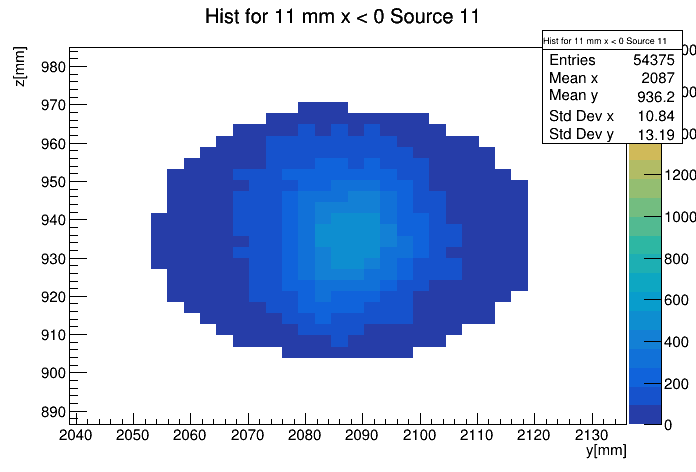 Hist for 11 mm x < 0 Source 11
Hist for 11 mm x < 0 Source 11
Entries 54375
Mean x 2087
Mean y 936.2
Std Dev x 10.84
Std Dev y 13.19
z[mm]
980
970
960
950
940
930
920
910
900
890
2040 2050 2060 2070 2080 2090 2100 2110 2120 2130
y[mm]
1200
1000
800
600
400
200
0